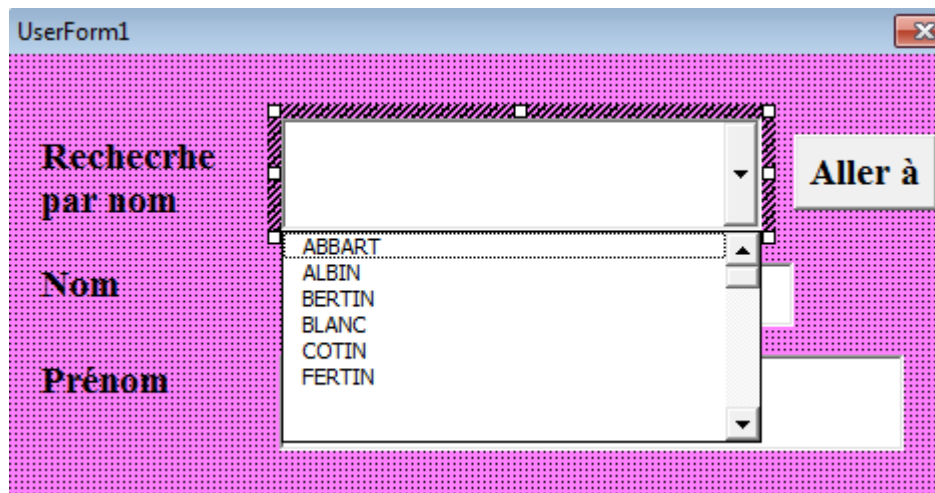 UserForm1
Rechecrhe
par nom
Aller à
ABBART
ALBIN
BERTIN
BLANC
COTIN
FERTIN
Nom
Prénom